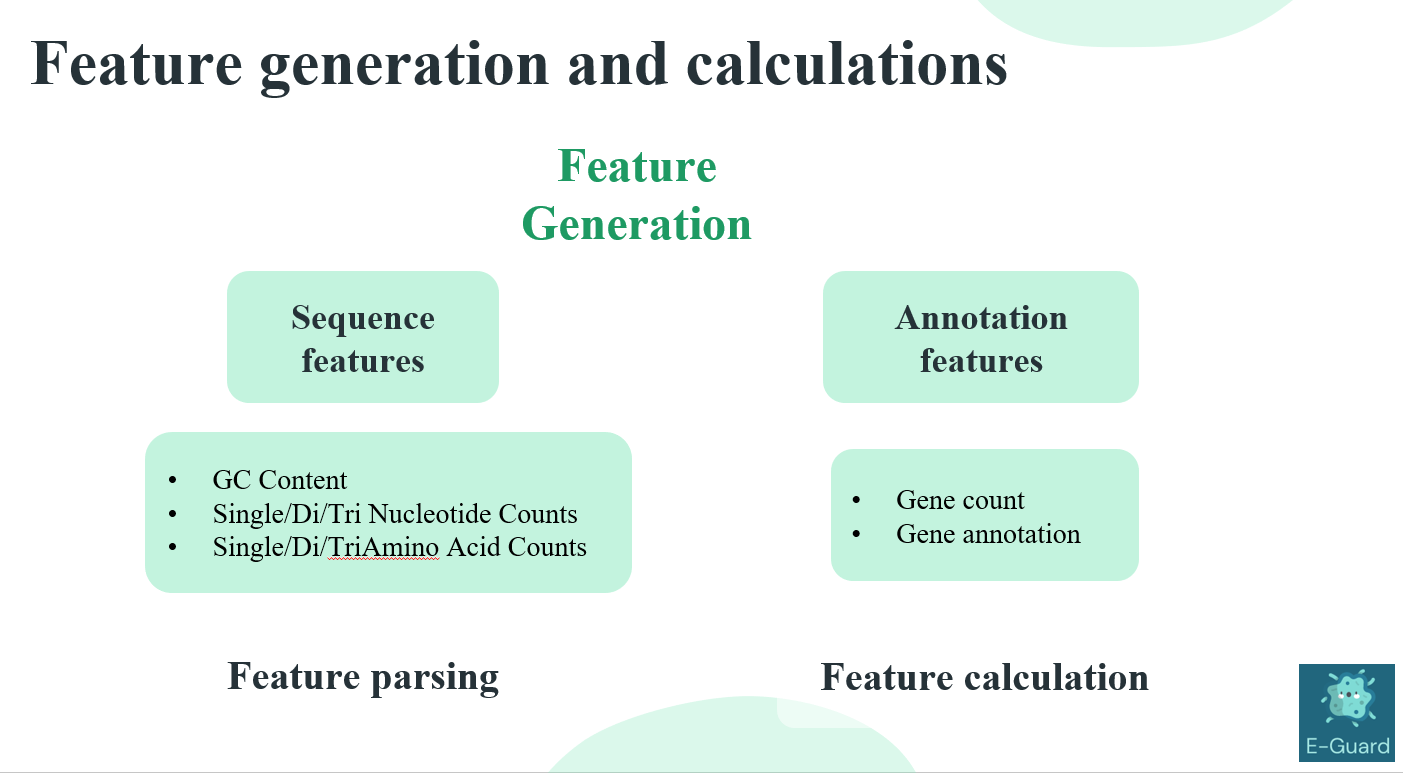 Feature generation and calculations
Feature
Generation
Sequence
features
Annotation
features
• GC Content
• Single/Di/Tri Nucleotide Counts
• Single/Di/TriAmino Acid Counts
• Gene count
• Gene annotation
Feature parsing
Feature calculation
E-Guard